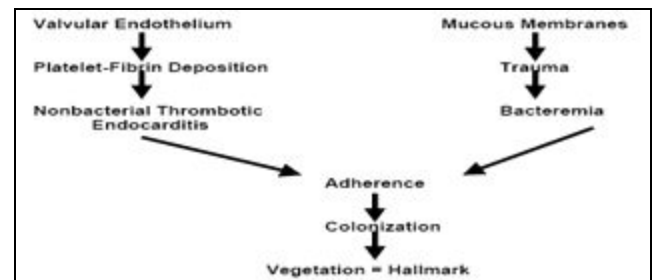 Valvular Endothelium
Mucous Membranes
Platelet-Fibrin Deposition
Trauma
Nonbacterial Thrombotic
Endocarditis
Bacteremia
Adherence
Colonization
Vegetation = Hallmark